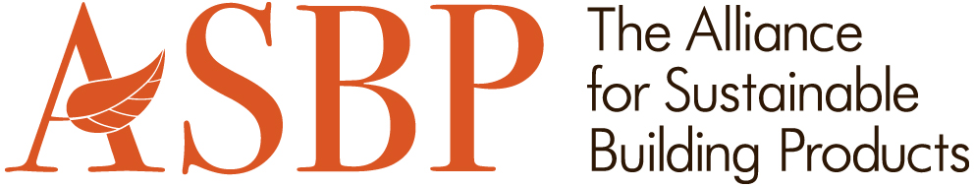 ASBP
The Alliance
for Sustainable
Building Products